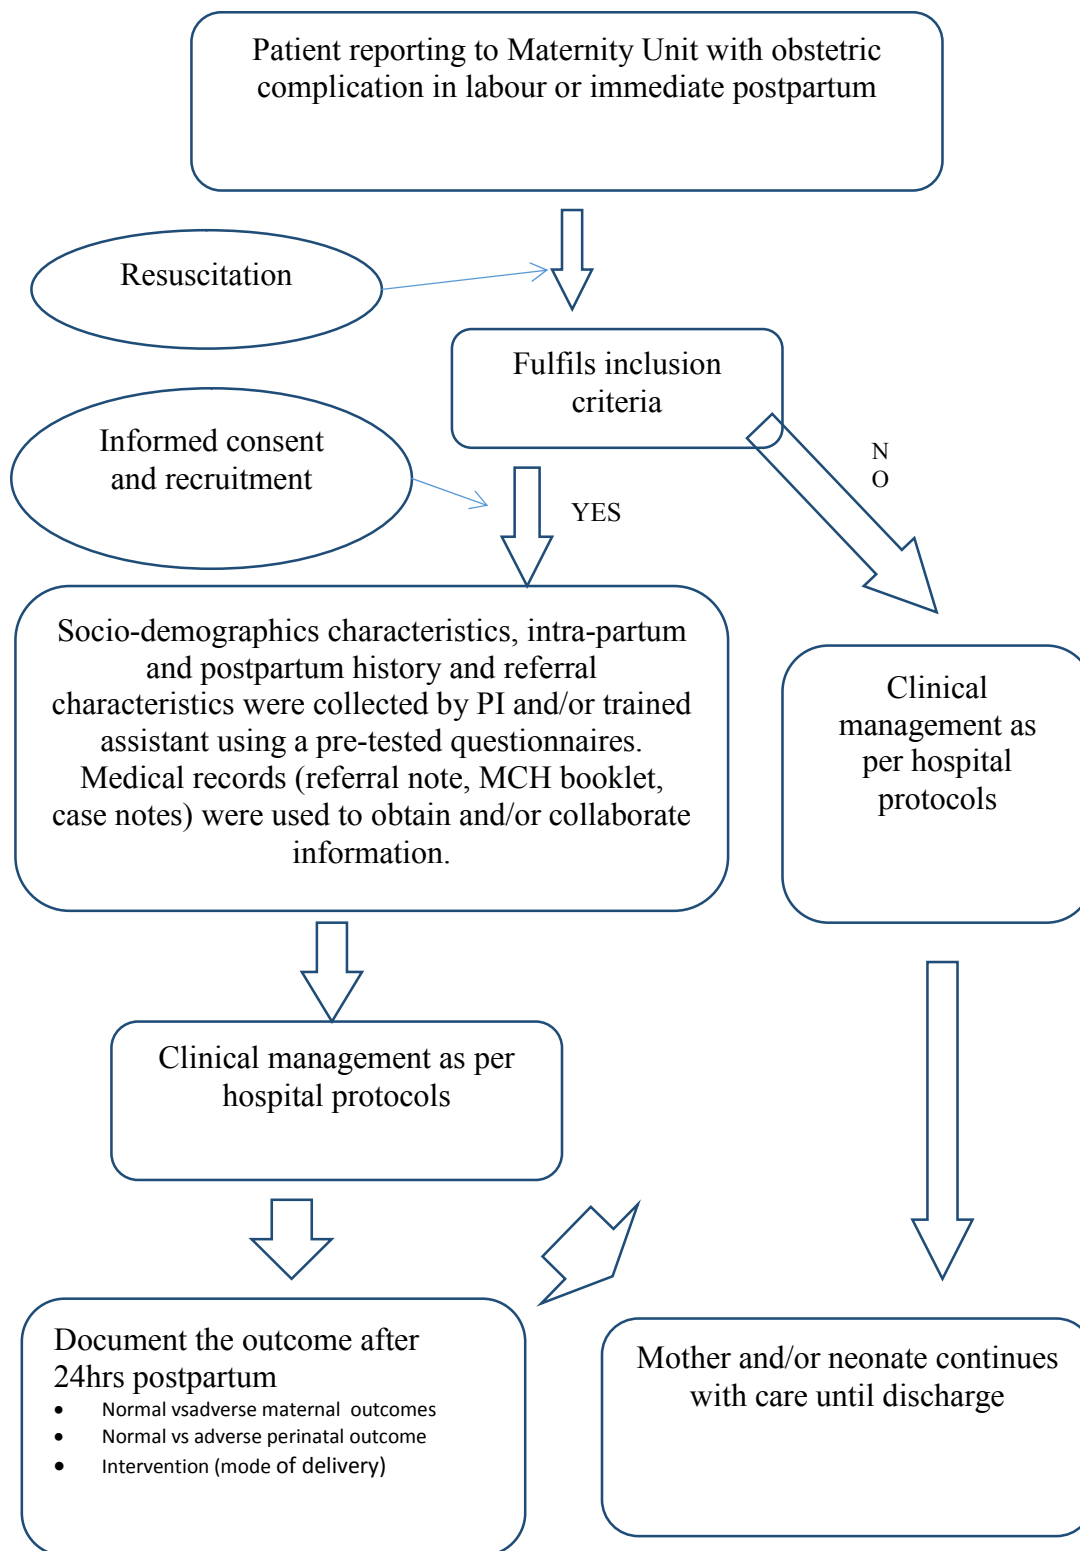 Patient reporting to Maternity Unit with obstetric
complication in labour or immediate postpartum
Resuscitation
Fulfils inclusion
criteria
Informed consent
and recruitment
N
O
YES
Socio-demographics characteristics, intra-partum
and postpartum history and referral
characteristics were collected by PI and/or trained
assistant using a pre-tested questionnaires.
Medical records (referral note, MCH booklet,
case notes) were used to obtain and/or collaborate
information.
Clinical
management as
per hospital
protocols
Clinical management as per
hospital protocols
Document the outcome after
24hrs postpartum
• Normal vsadverse maternal outcomes
• Normal vs adverse perinatal outcome
• Intervention (mode of delivery)
Mother and/or neonate continues
with care until discharge